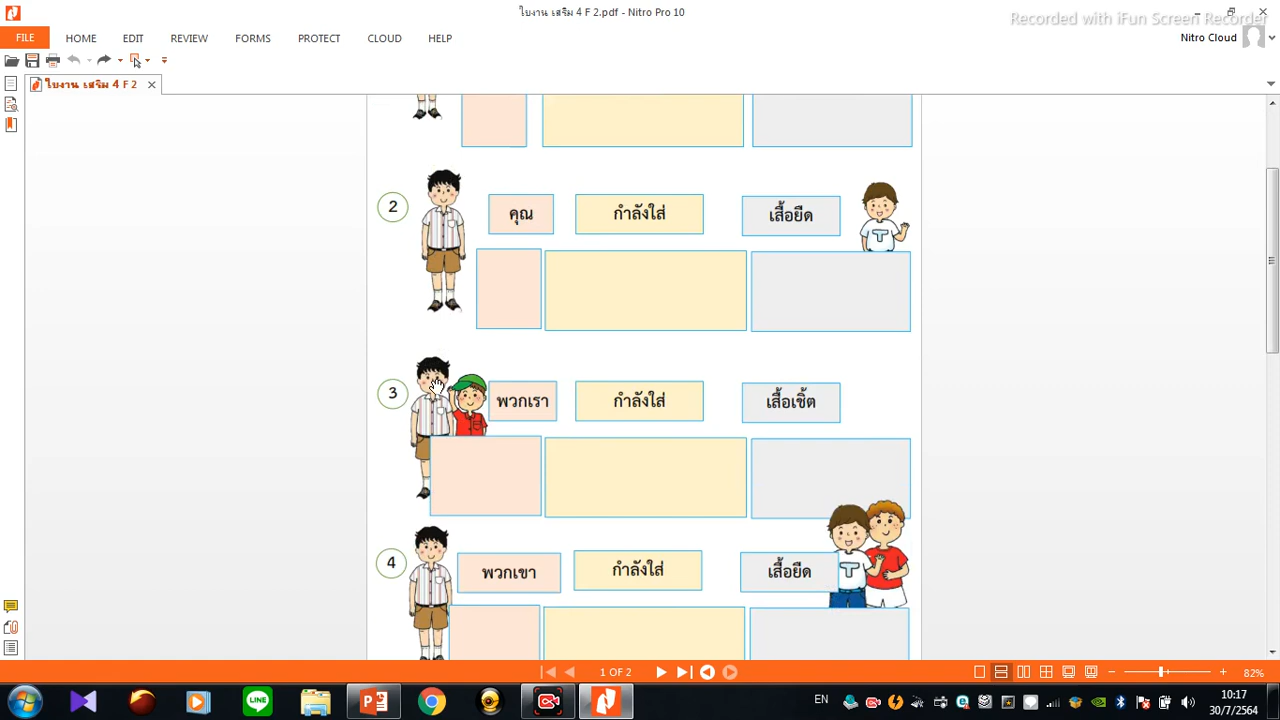 ใบงาน เสริม 4 F 2.pdf - Nitro Pro 10
Recorded with iFun Screen Recorder
FILE HOME EDIT REVIEW FORMS PROTECT CLOUD HELP
Nitro Cloud
ใบงาน เสริม 4 F 2
2 คุณ กำลังใส่ เสื้อยืด
T
3 พวกเรา กำลังใส่ เสื้อเชิ้ต
4 พวกเขา กำลังใส่ เสื้อยืด
T
1 OF 2
82%
LINE
EN
10:17
30/7/2564